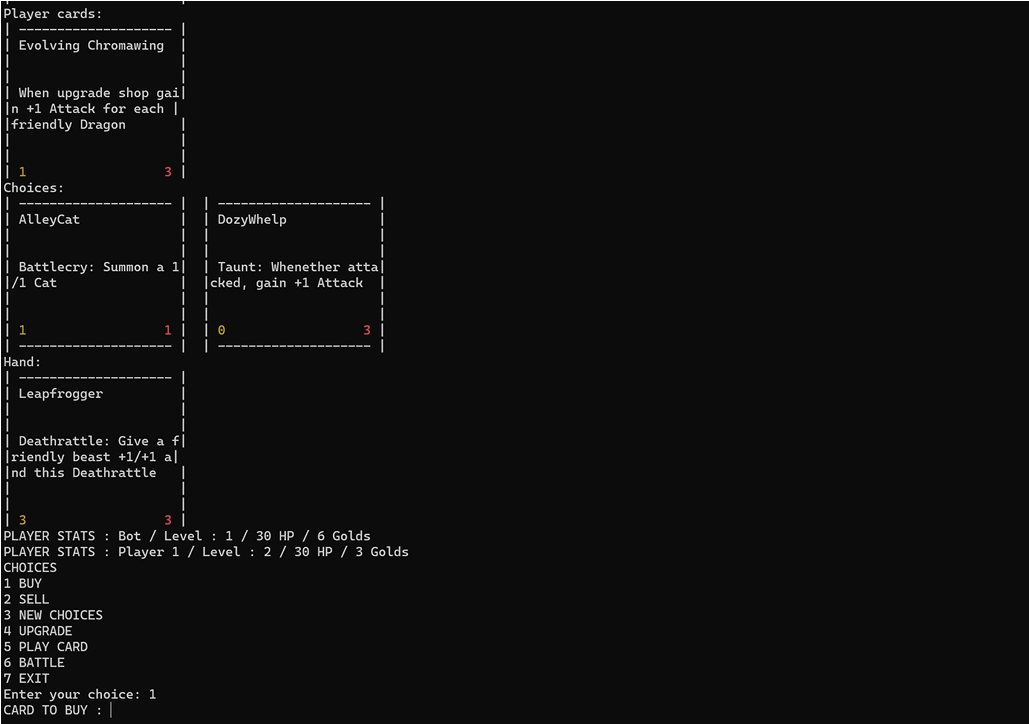 Player cards:
| -------------------- |
| Evolving Chromawing  |
|                      |
|                      |
| When upgrade shop gai|
|n +1 Attack for each |
|friendly Dragon       |
|                      |
|                      |
| 1                  3 |
Choices:
| -------------------- |  | -------------------- |
| AlleyCat             |  | DozyWhelp            |
|                      |  |                      |
|                      |  |                      |
| Battlecry: Summon a 1|  | Taunt: Whenether atta|
|/1 Cat                |  |cked, gain +1 Attack  |
|                      |  |                      |
|                      |  |                      |
| 1                  1 |  | 0                  3 |
| -------------------- |  | -------------------- |
Hand:
| -------------------- |
| Leapfrogger          |
|                      |
|                      |
| Deathrattle: Give a f|
|riendly beast +1/+1 a|
|nd this Deathrattle   |
|                      |
|                      |
| 3                  3 |
PLAYER STATS : Bot / Level : 1 / 30 HP / 6 Golds
PLAYER STATS : Player 1 / Level : 2 / 30 HP / 3 Golds
CHOICES
1 BUY
2 SELL
3 NEW CHOICES
4 UPGRADE
5 PLAY CARD
6 BATTLE
7 EXIT
Enter your choice: 1
CARD TO BUY :